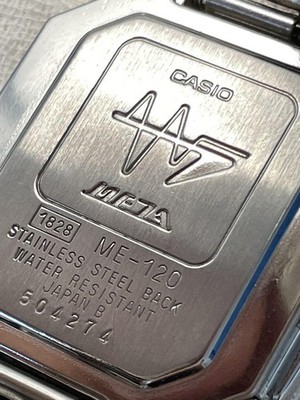 CASIO
META
1828 ME-120
STAINLESS STEEL BACK
WATER RESISTANT
JAPAN B
504274